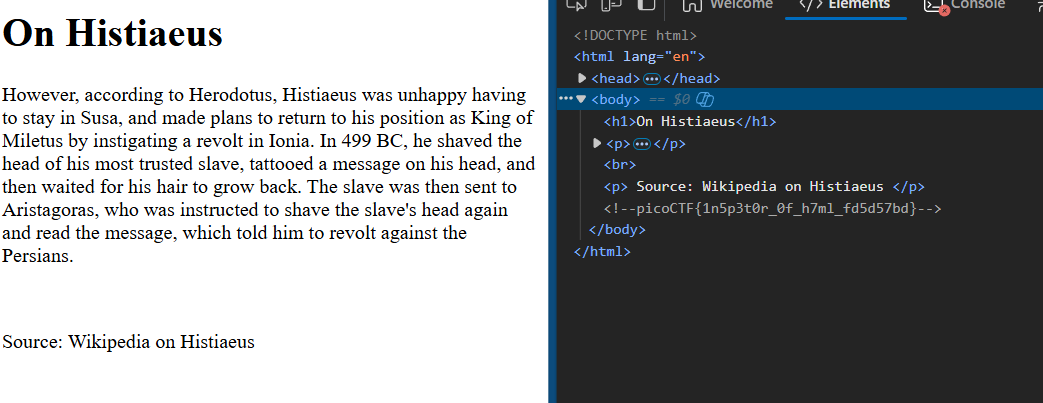 On Histiaeus
However, according to Herodotus, Histiaeus was unhappy having
to stay in Susa, and made plans to return to his position as King of
Miletus by instigating a revolt in Ionia. In 499 BC, he shaved the
head of his most trusted slave, tattooed a message on his head, and
then waited for his hair to grow back. The slave was then sent to
Aristagoras, who was instructed to shave the slave's head again
and read the message, which told him to revolt against the
Persians.
Source: Wikipedia on Histiaeus
Welcome
</> Elements
Console
<!DOCTYPE html>
<html lang="en">
<head>…</head>
<body> == $0
<h1>On Histiaeus</h1>
<p>…</p>
<br>
<p> Source: Wikipedia on Histiaeus </p>
<!--picoCTF{1n5p3t0r_0f_h7ml_fd5d57bd}-->
</body>
</html>